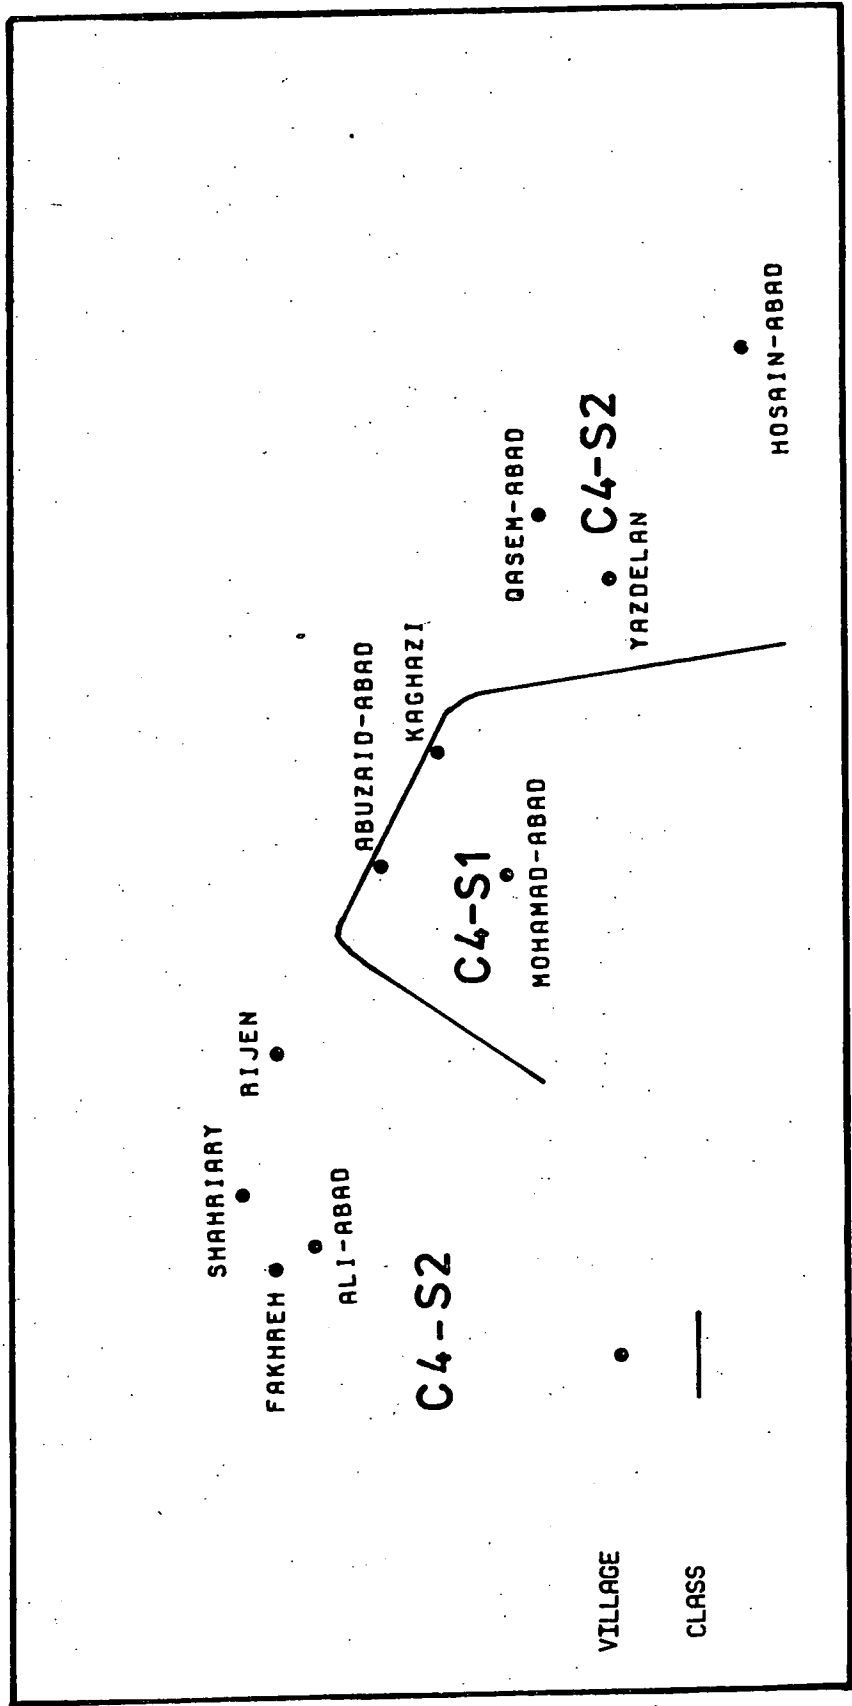 SHAHRIARY
RIJEN
FAKHREH
ALI-ABAD
C4-S2
ABUZAID-ABAD
KAGHAZI
C4-S1
MOHAMAD-ABAD
QASEM-ABAD
C4-S2
YAZDELAN
HOSAIN-ABAD
VILLAGE
CLASS